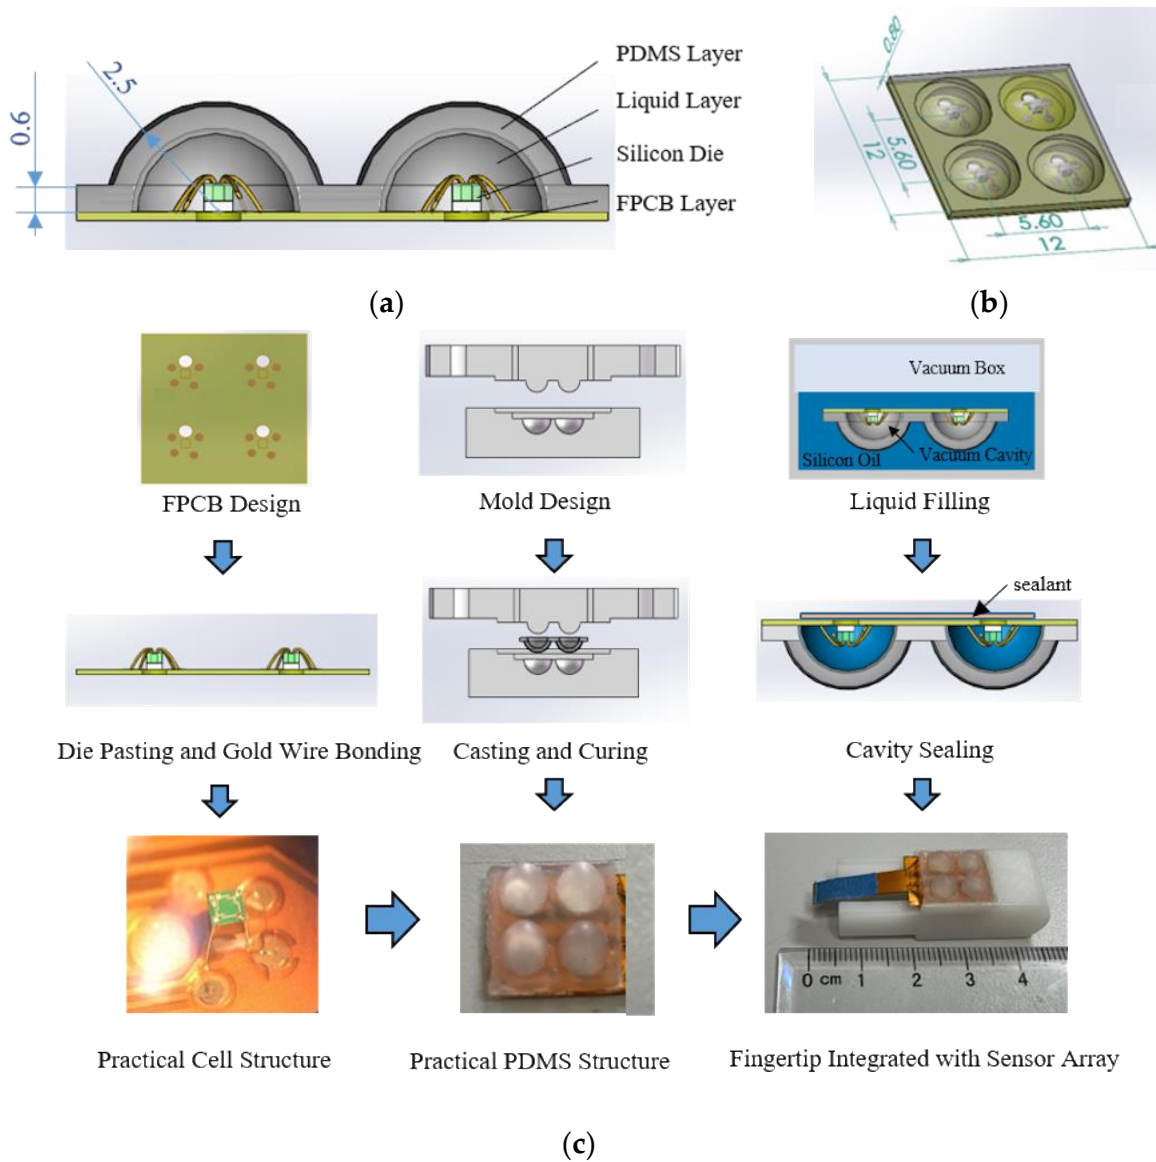 2.5
0.6
PDMS Layer
Liquid Layer
Silicon Die
FPCB Layer
(a)
0.80
5.60
12
5.60
12
(b)
FPCB Design
Mold Design
Vacuum Box
Silicon Oil
Vacuum Cavity
Liquid Filling
Die Pasting and Gold Wire Bonding
Casting and Curing
sealant
Cavity Sealing
Practical Cell Structure
Practical PDMS Structure
0 cm 1 2 3 4
Fingertip Integrated with Sensor Array
(c)